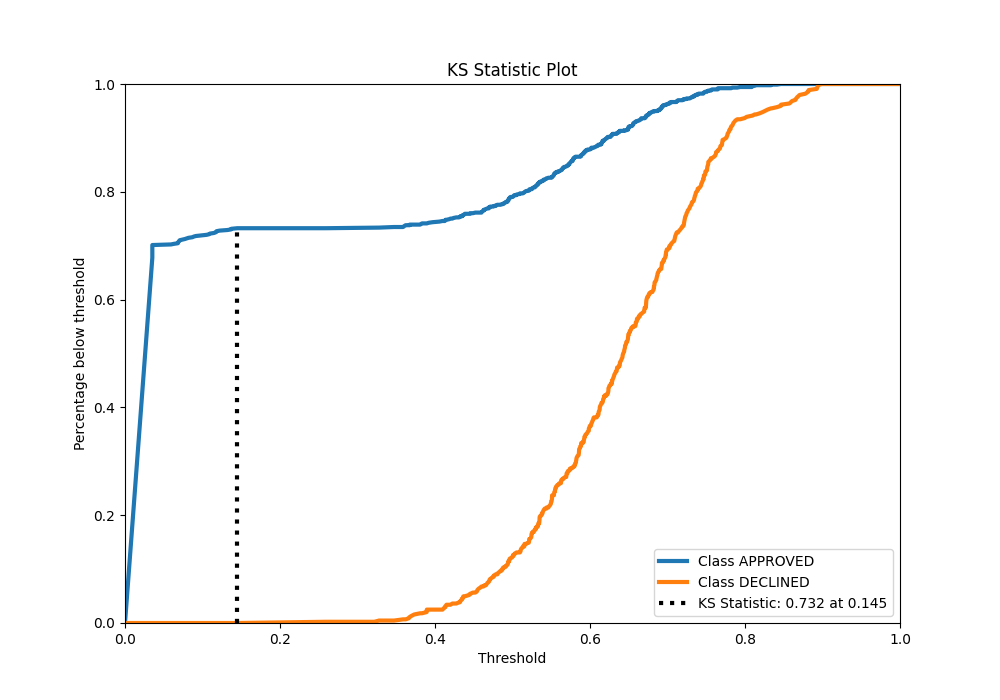 KS Statistic Plot
1.0
0.8
0.6
0.4
0.2
0.0
Percentage below threshold
0.0 0.2 0.4 0.6 0.8 1.0
Threshold
Class APPROVED
Class DECLINED
KS Statistic: 0.732 at 0.145